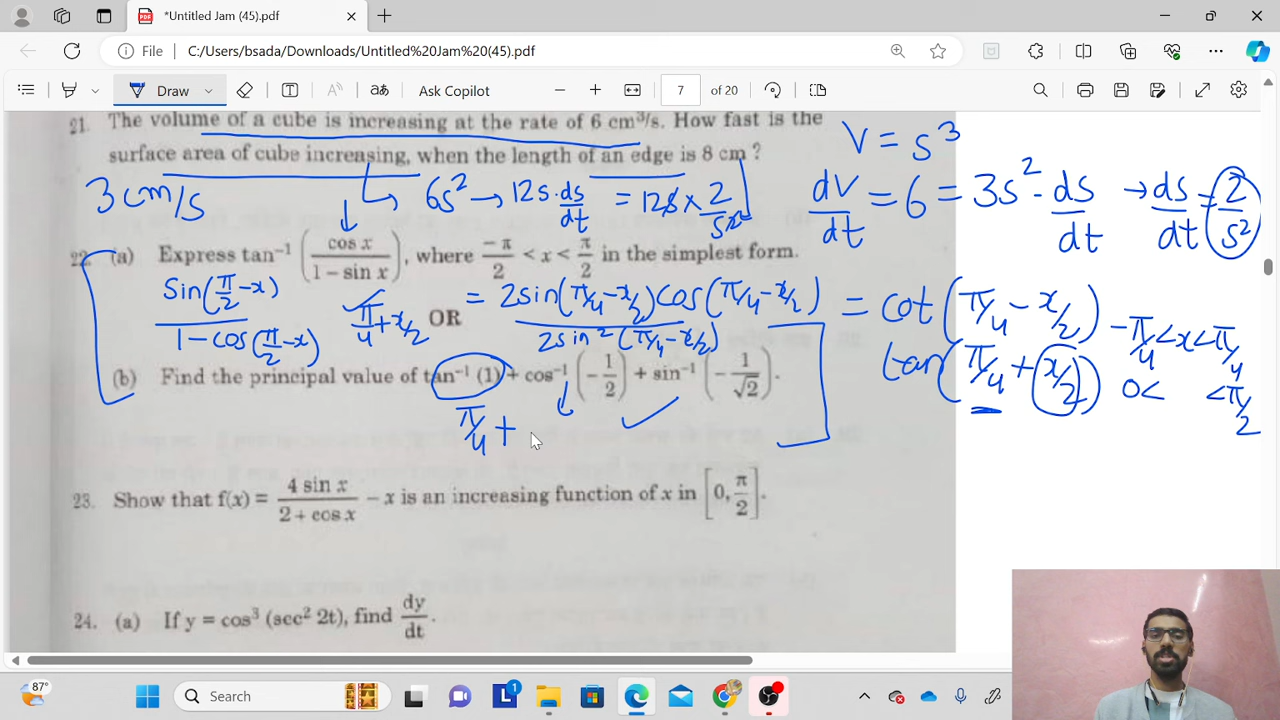 *Untitled Jam (45).pdf
File C:/Users/bsada/Downloads/Untitled%20Jam%20(45).pdf
Draw aあ Ask Copilot 7 of 20
21. The volume of a cube is increasing at the rate of 6 cm³/s. How fast is the
surface area of cube increasing, when the length of an edge is 8 cm ?
V = s³
3cm/s 6s² → 12s·ds/dt = 12s × 2/s²
dV/dt = 6 = 3s² · ds/dt → ds/dt = 2/s²
22. (a) Express tan⁻¹ (cos x / (1 – sin x)), where –π/2 < x < π/2 in the simplest form.
Sin(π/2 – x) / (1 – cos(π/2 – x)) = 2sin(π/4 – x/2) cos(π/4 – x/2) / 2sin²(π/4 – x/2) = cot(π/4 – x/2)
π/4 + x/2
OR
tan(π/4 + x/2)
–π/4 < x < π/4
0 < < π/2
(b) Find the principal value of tan⁻¹ (1) + cos⁻¹ (– 1/2) + sin⁻¹ (– 1/√2).
π/4 +
23. Show that f(x) = 4 sin x / (2 + cos x) – x is an increasing function of x in [0, π/2].
24. (a) If y = cos³ (sec² 2t), find dy/dt.
87°
Search
L 1